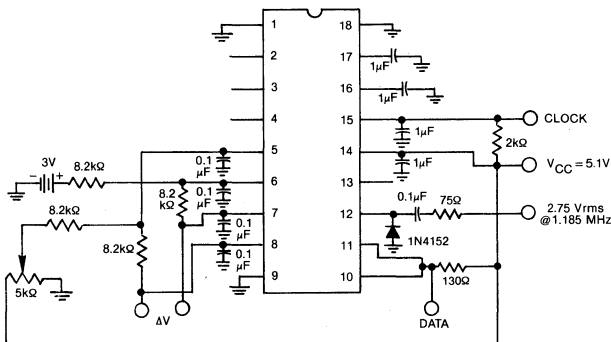 1
18
2
17
1µF
3
16
1µF
4
15
CLOCK
1µF
2kΩ
0.1
µF
5
14
VCC = 5.1V
1µF
3V
− +
8.2kΩ
8.2
kΩ
0.1
µF
6
13
8.2kΩ
0.1
µF
7
12
0.1µF
75Ω
2.75 Vrms
@1.185 MHz
8.2kΩ
0.1
µF
8
11
1N4152
9
10
130Ω
5kΩ
ΔV
DATA